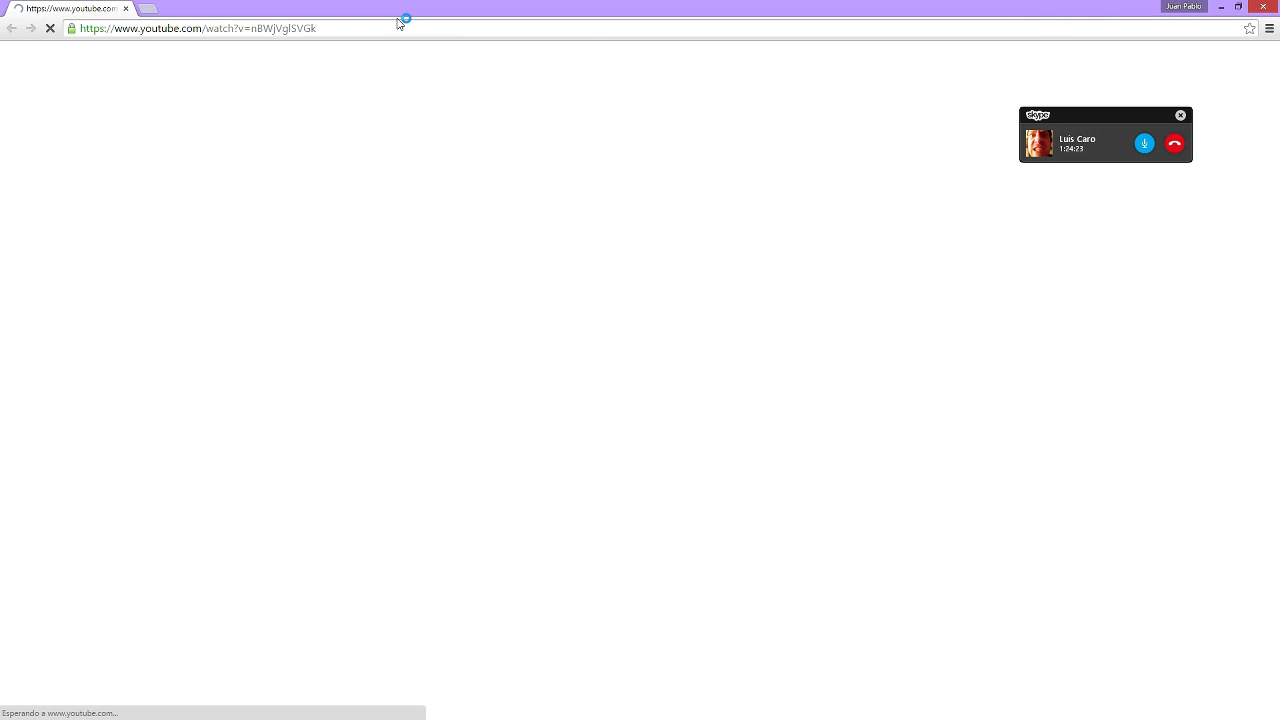 https://www.youtube.com
Juan Pablo
https://www.youtube.com/watch?v=nBWjVglSVGk
skype
Luis Caro
1:24:23
Esperando a www.youtube.com...